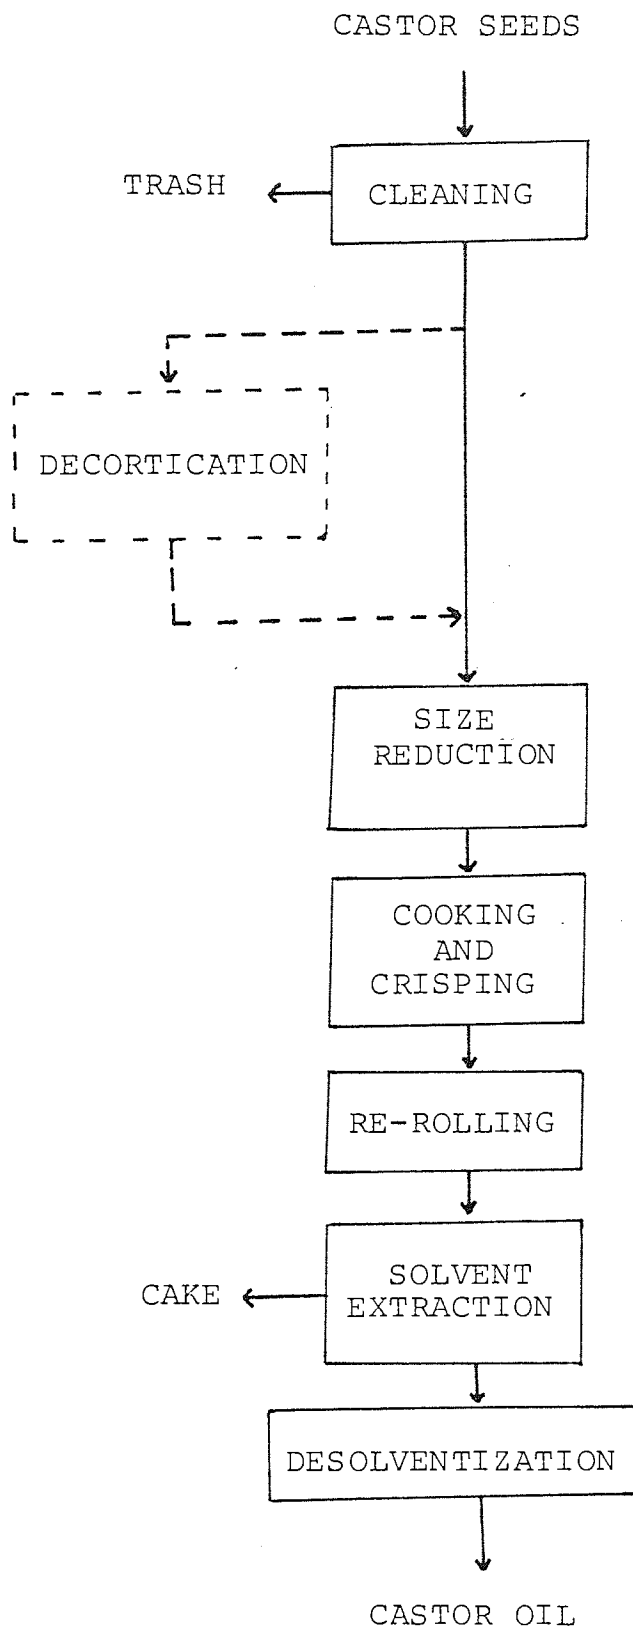 CASTOR SEEDS
TRASH
CLEANING
DECORTICATION
SIZE
REDUCTION
COOKING
AND
CRISPING
RE-ROLLING
SOLVENT
EXTRACTION
CAKE
DESOLVENTIZATION
CASTOR OIL